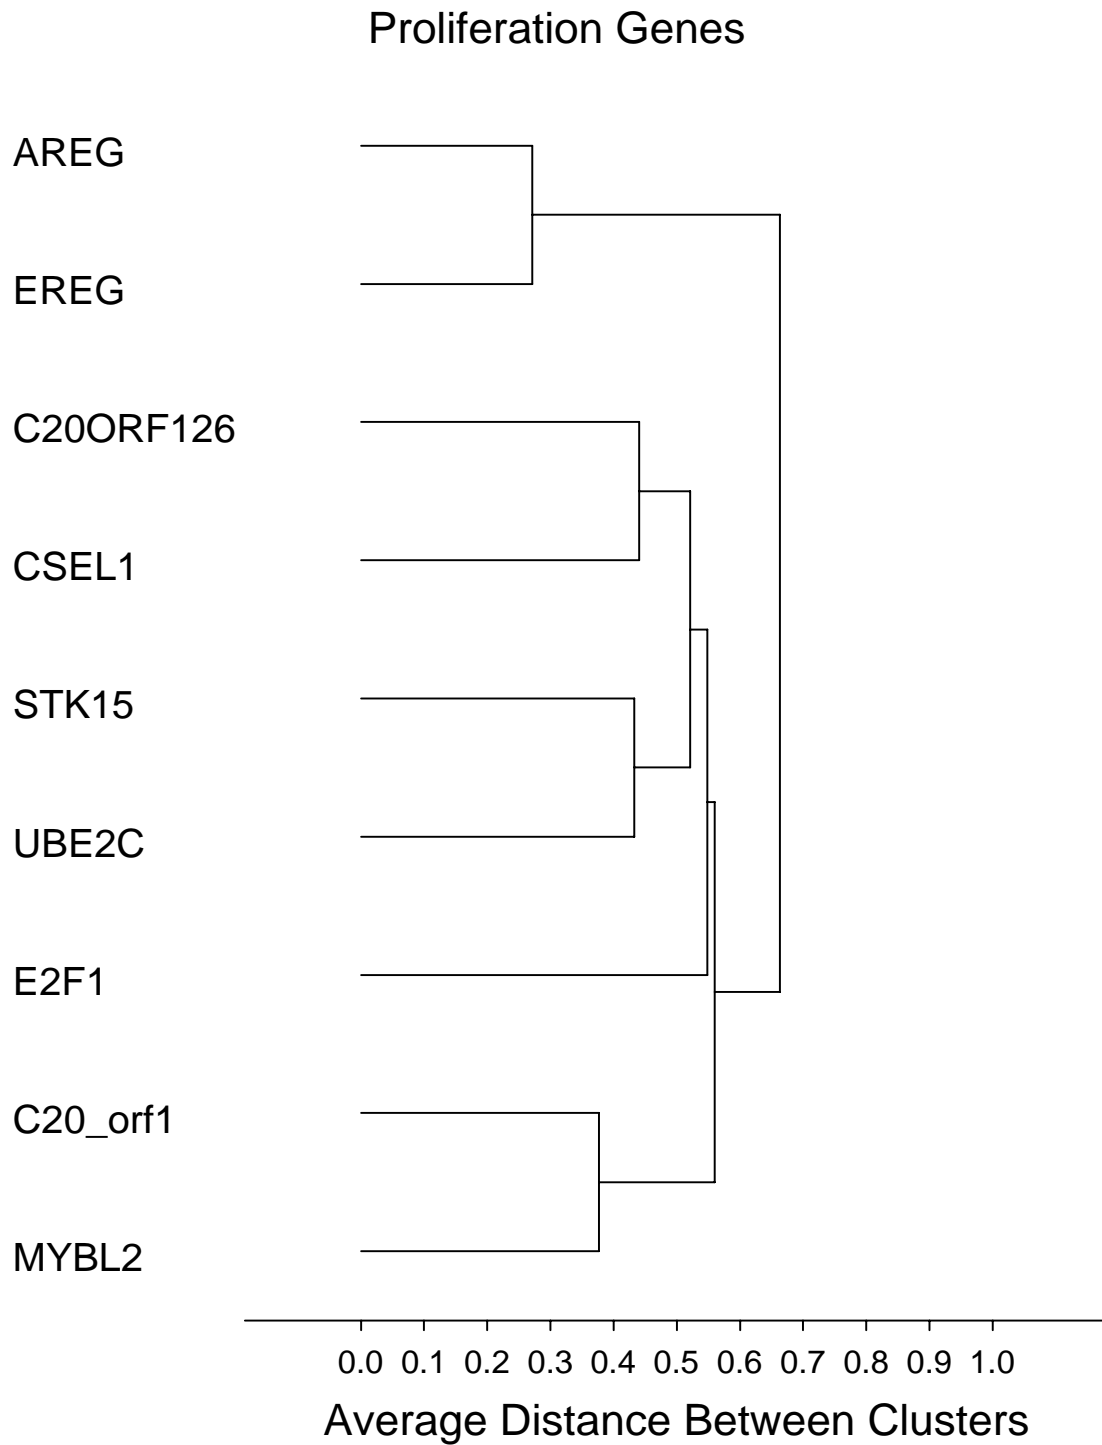 Proliferation Genes
AREG
EREG
C20ORF126
CSEL1
STK15
UBE2C
E2F1
C20_orf1
MYBL2
0.0 0.1 0.2 0.3 0.4 0.5 0.6 0.7 0.8 0.9 1.0
Average Distance Between Clusters